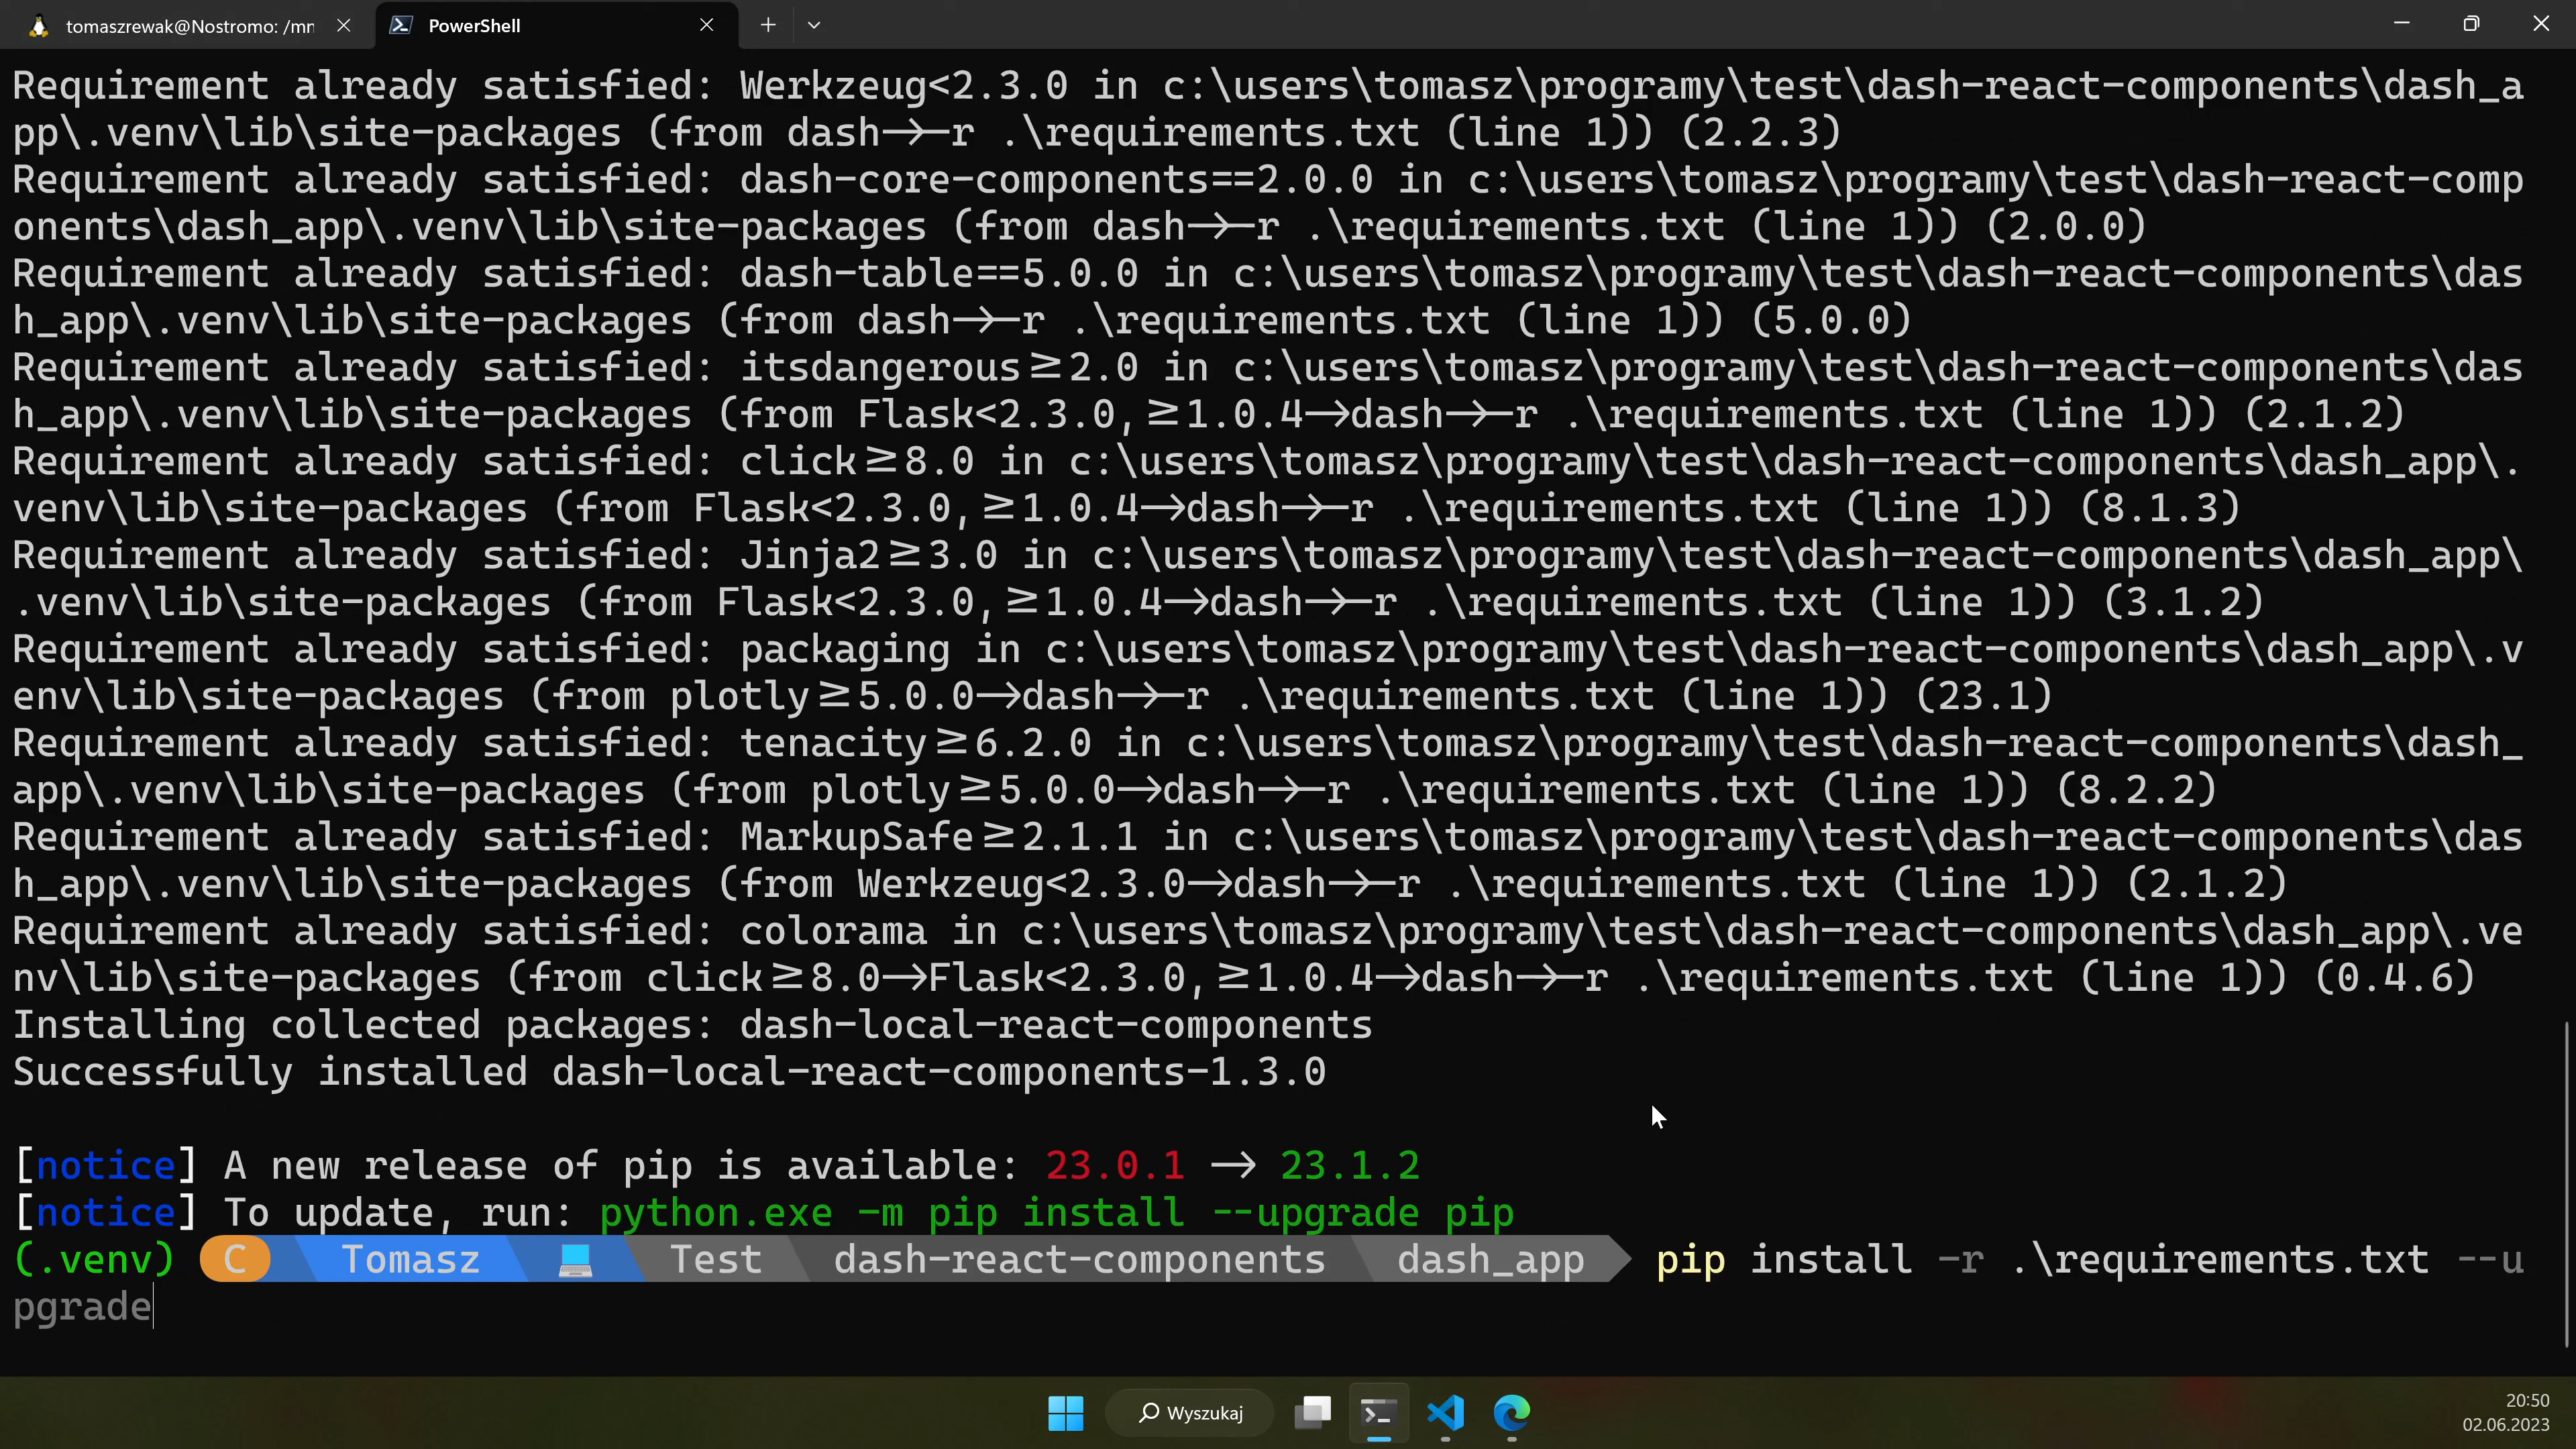 tomaszrewak@Nostromo: /mn
PowerShell
Requirement already satisfied: Werkzeug<2.3.0 in c:\users\tomasz\programy\test\dash-react-components\dash_a
pp\.venv\lib\site-packages (from dash->-r .\requirements.txt (line 1)) (2.2.3)
Requirement already satisfied: dash-core-components==2.0.0 in c:\users\tomasz\programy\test\dash-react-comp
onents\dash_app\.venv\lib\site-packages (from dash->-r .\requirements.txt (line 1)) (2.0.0)
Requirement already satisfied: dash-table==5.0.0 in c:\users\tomasz\programy\test\dash-react-components\das
h_app\.venv\lib\site-packages (from dash->-r .\requirements.txt (line 1)) (5.0.0)
Requirement already satisfied: itsdangerous>=2.0 in c:\users\tomasz\programy\test\dash-react-components\das
h_app\.venv\lib\site-packages (from Flask<2.3.0,>=1.0.4->dash->-r .\requirements.txt (line 1)) (2.1.2)
Requirement already satisfied: click>=8.0 in c:\users\tomasz\programy\test\dash-react-components\dash_app\.
venv\lib\site-packages (from Flask<2.3.0,>=1.0.4->dash->-r .\requirements.txt (line 1)) (8.1.3)
Requirement already satisfied: Jinja2>=3.0 in c:\users\tomasz\programy\test\dash-react-components\dash_app\
.venv\lib\site-packages (from Flask<2.3.0,>=1.0.4->dash->-r .\requirements.txt (line 1)) (3.1.2)
Requirement already satisfied: packaging in c:\users\tomasz\programy\test\dash-react-components\dash_app\.v
env\lib\site-packages (from plotly>=5.0.0->dash->-r .\requirements.txt (line 1)) (23.1)
Requirement already satisfied: tenacity>=6.2.0 in c:\users\tomasz\programy\test\dash-react-components\dash_
app\.venv\lib\site-packages (from plotly>=5.0.0->dash->-r .\requirements.txt (line 1)) (8.2.2)
Requirement already satisfied: MarkupSafe>=2.1.1 in c:\users\tomasz\programy\test\dash-react-components\das
h_app\.venv\lib\site-packages (from Werkzeug<2.3.0->dash->-r .\requirements.txt (line 1)) (2.1.2)
Requirement already satisfied: colorama in c:\users\tomasz\programy\test\dash-react-components\dash_app\.ve
nv\lib\site-packages (from click>=8.0->Flask<2.3.0,>=1.0.4->dash->-r .\requirements.txt (line 1)) (0.4.6)
Installing collected packages: dash-local-react-components
Successfully installed dash-local-react-components-1.3.0
[notice] A new release of pip is available: 23.0.1 -> 23.1.2
[notice] To update, run: python.exe -m pip install --upgrade pip
(.venv) C Tomasz 💻 Test dash-react-components dash_app pip install -r .\requirements.txt --u
pgrade
Wyszukaj
20:50
02.06.2023